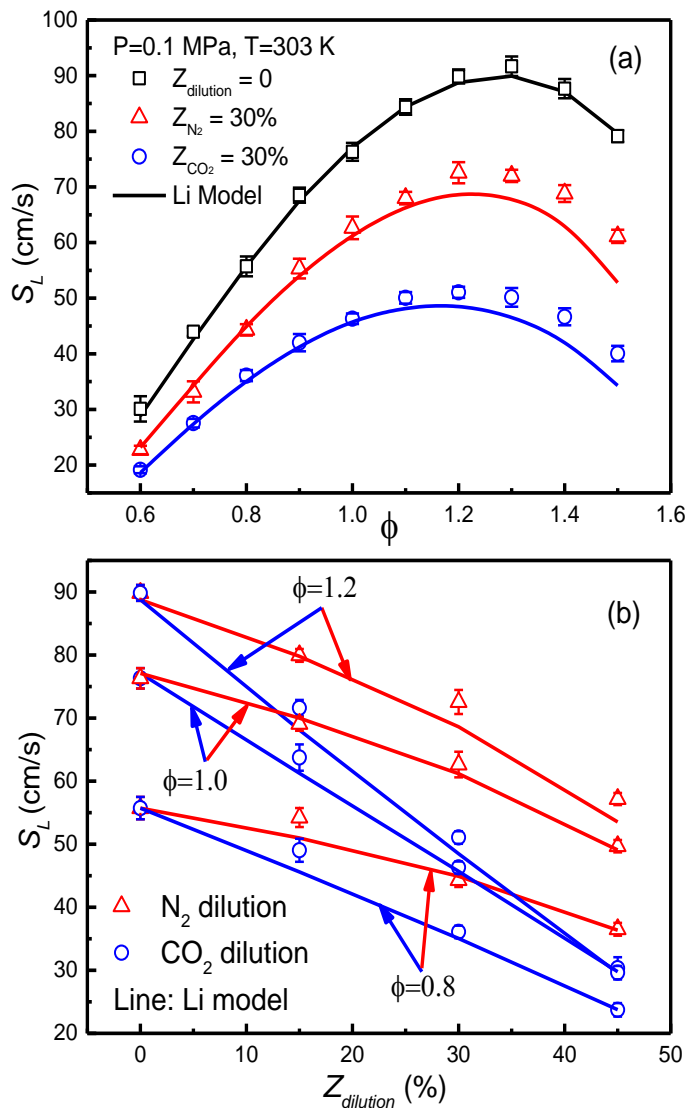 (a)
P=0.1 MPa, T=303 K
Z_dilution = 0
Z_N2 = 30%
Z_CO2 = 30%
Li Model
100
90
80
70
60
50
40
30
20
S_L (cm/s)
0.6 0.8 1.0 1.2 1.4 1.6
ϕ
(b)
ϕ=1.2
ϕ=1.0
ϕ=0.8
N2 dilution
CO2 dilution
Line: Li model
90
80
70
60
50
40
30
20
S_L (cm/s)
0 10 20 30 40 50
Z_dilution (%)